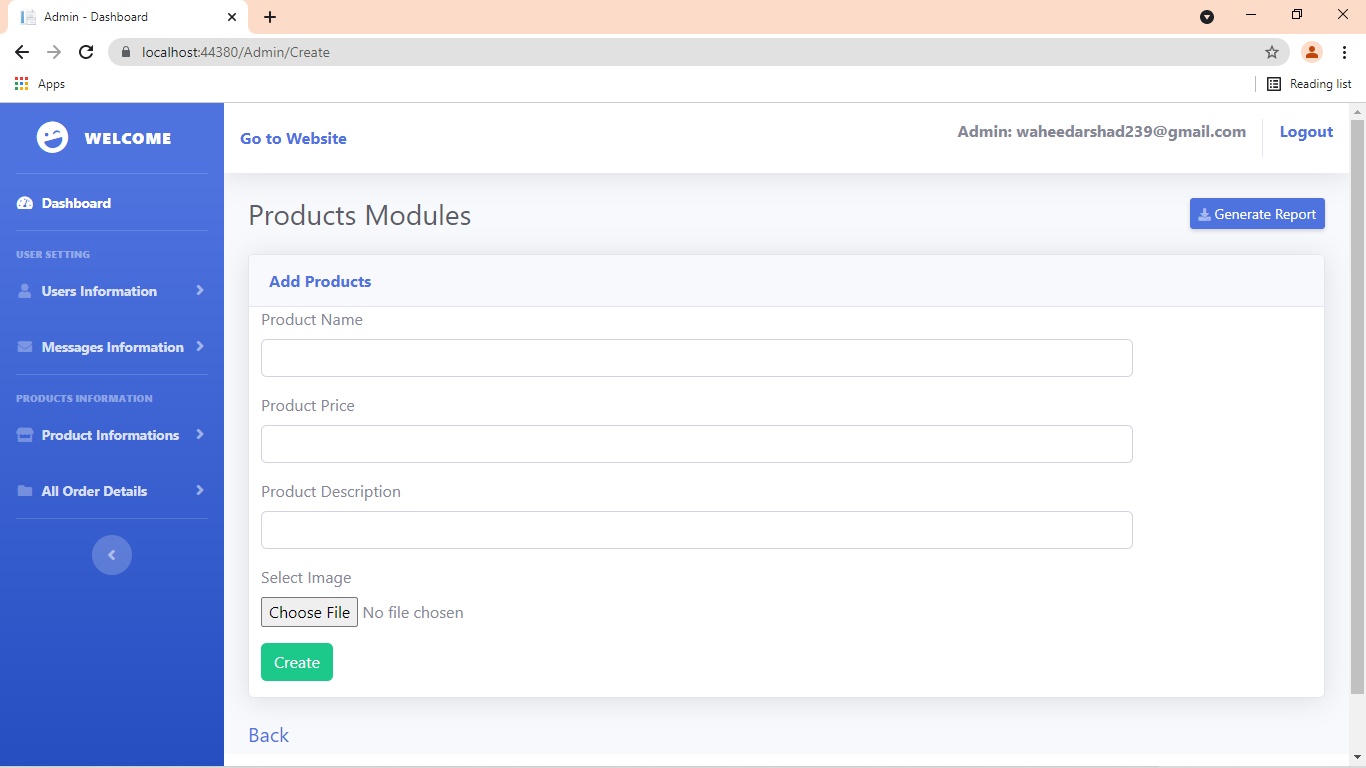 Admin - Dashboard
localhost:44380/Admin/Create
Apps
Reading list
WELCOME
Go to Website
Admin: waheedarshad239@gmail.com
Logout
Dashboard
Products Modules
Generate Report
USER SETTING
Users Information
Messages Information
PRODUCTS INFORMATION
Product Informations
All Order Details
Add Products
Product Name
Product Price
Product Description
Select Image
Choose File No file chosen
Create
Back